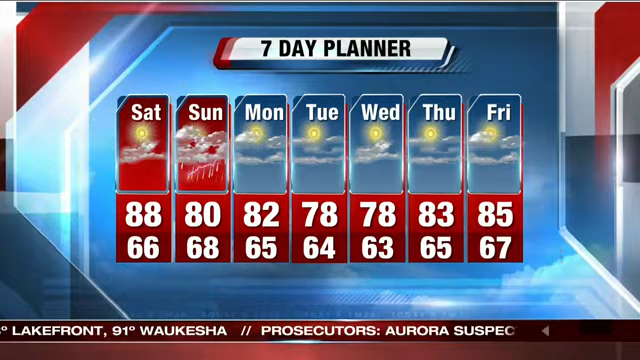 7 DAY PLANNER
Sat Sun Mon Tue Wed Thu Fri
88 80 82 78 78 83 85
66 68 65 64 63 65 67
° LAKEFRONT, 91° WAUKESHA // PROSECUTORS: AURORA SUSPEC